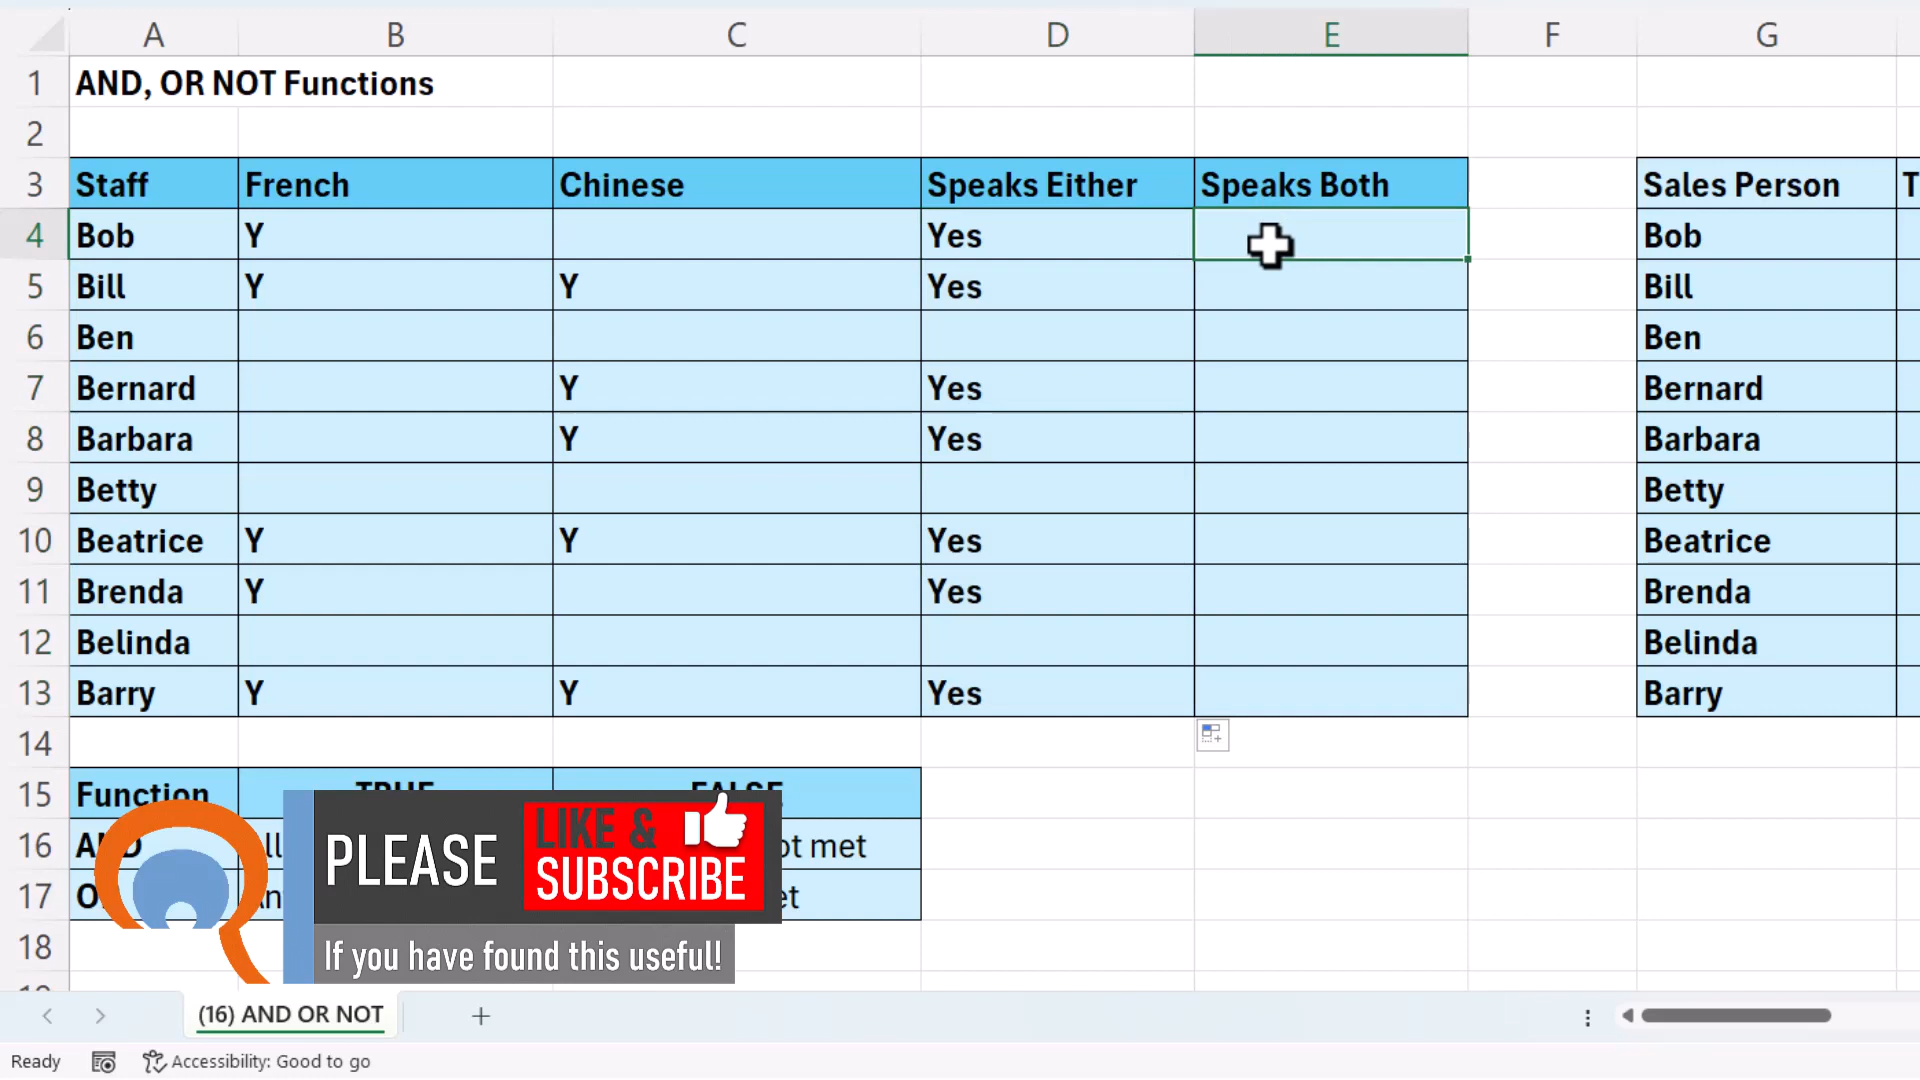 A B C D E F G
1 AND, OR NOT Functions
2
3 Staff French Chinese Speaks Either Speaks Both Sales Person T
4 Bob Y Yes Bob
5 Bill Y Y Yes Bill
6 Ben Ben
7 Bernard Y Yes Bernard
8 Barbara Y Yes Barbara
9 Betty Betty
10 Beatrice Y Y Yes Beatrice
11 Brenda Y Yes Brenda
12 Belinda Belinda
13 Barry Y Y Yes Barry
14
15 Function TRUE FALSE
16 AND met
17
18
PLEASE LIKE & SUBSCRIBE
If you have found this useful!
(16) AND OR NOT
Ready Accessibility: Good to go